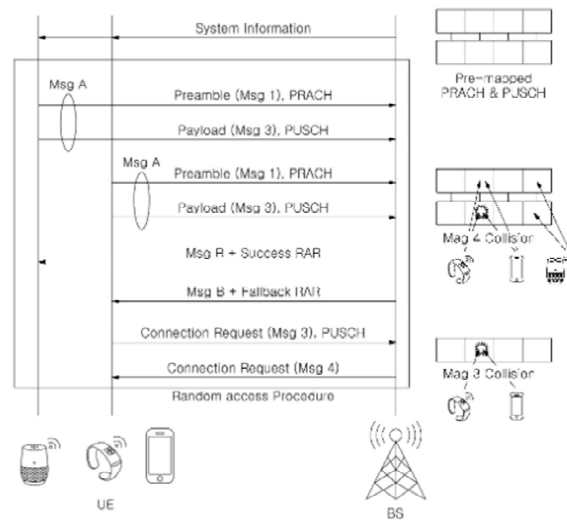 System Information
Pre-mapped
PRACH & PUSCH
Msg A
Preamble (Msg 1), PRACH
Payload (Msg 3), PUSCH
Msg A
Preamble (Msg 1), PRACH
Payload (Msg 3), PUSCH
Mag 4 Collision
Msg R + Success RAR
Msg B + Fallback RAR
Connection Request (Msg 3), PUSCH
Connection Request (Msg 4)
Mag 3 Collision
Random access Procedure
UE
BS